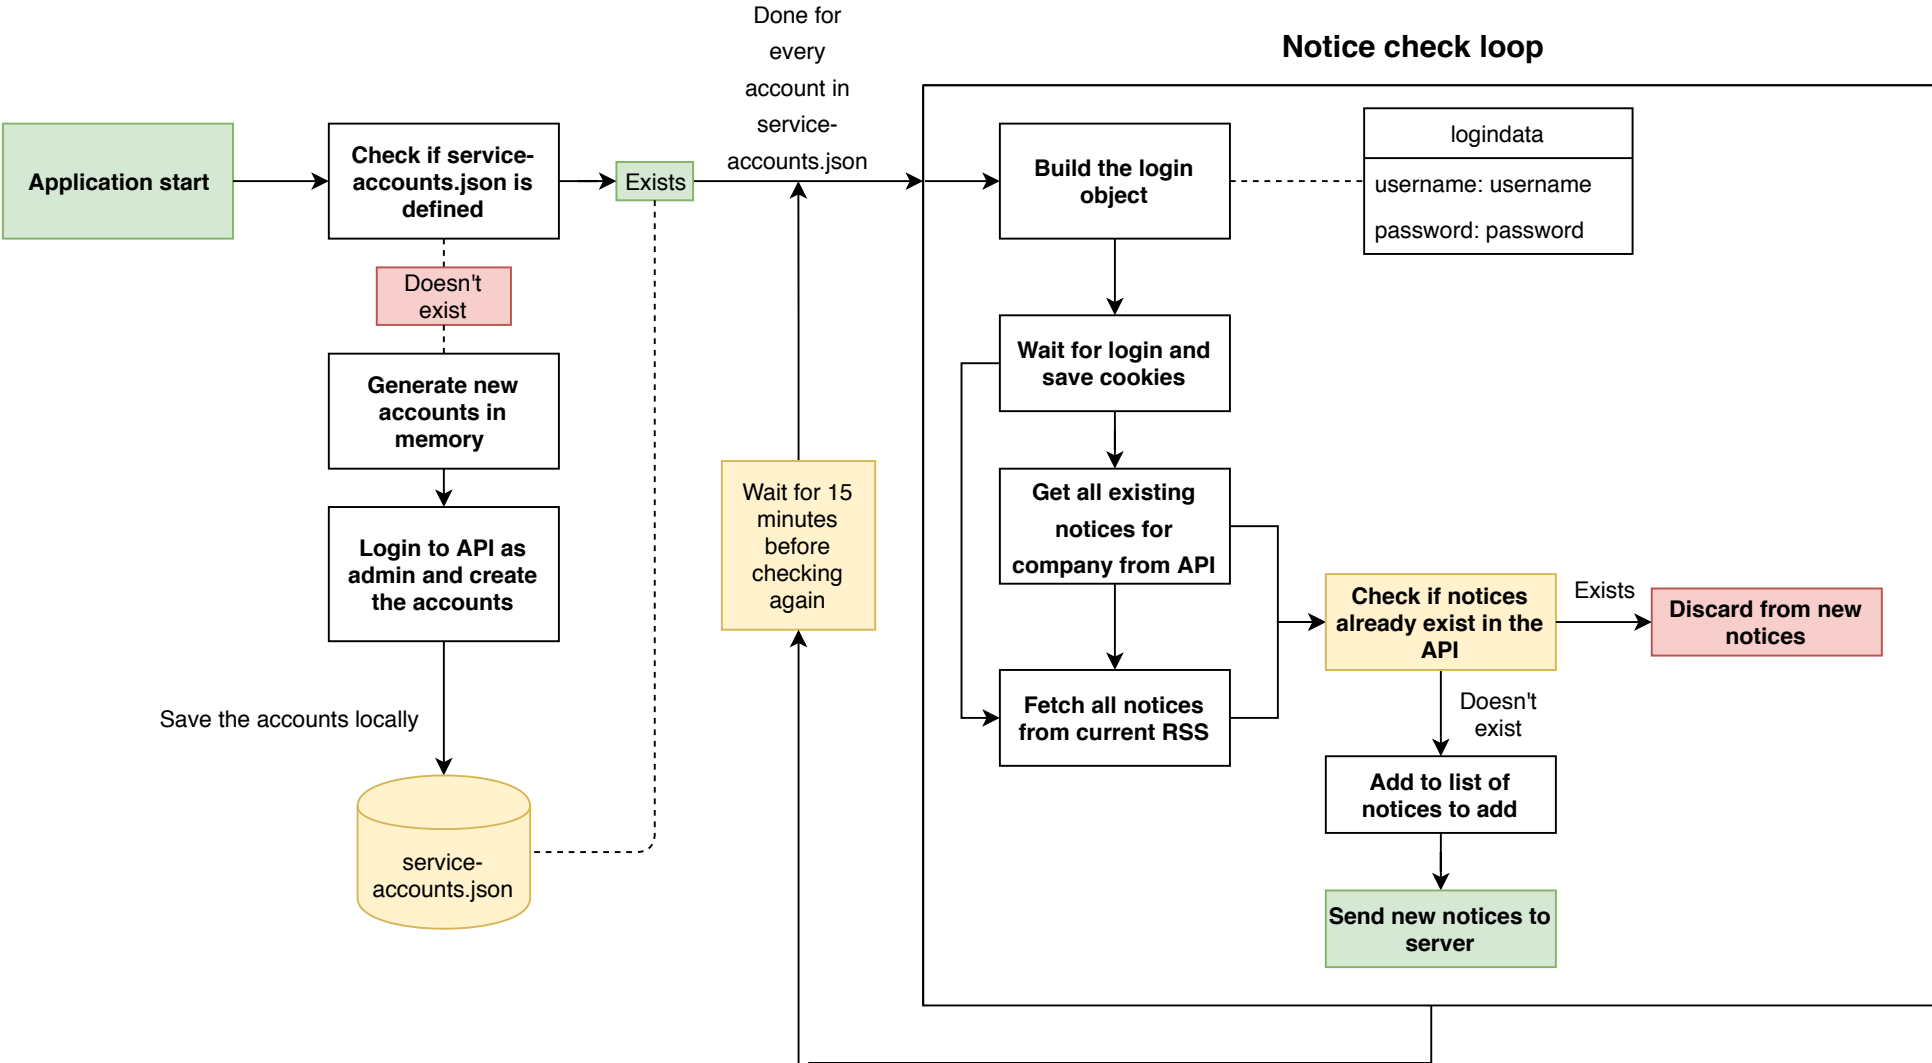 Done for
every
account in
service-
accounts.json
Notice check loop
Application start
Check if service-
accounts.json is
defined
Exists
Build the login
object
logindata
username: username
password: password
Doesn't
exist
Generate new
accounts in
memory
Wait for login and
save cookies
Login to API as
admin and create
the accounts
Wait for 15
minutes
before
checking
again
Get all existing
notices for
company from API
Check if notices
already exist in the
API
Exists
Discard from new
notices
Save the accounts locally
Fetch all notices
from current RSS
Doesn't
exist
Add to list of
notices to add
service-
accounts.json
Send new notices to
server